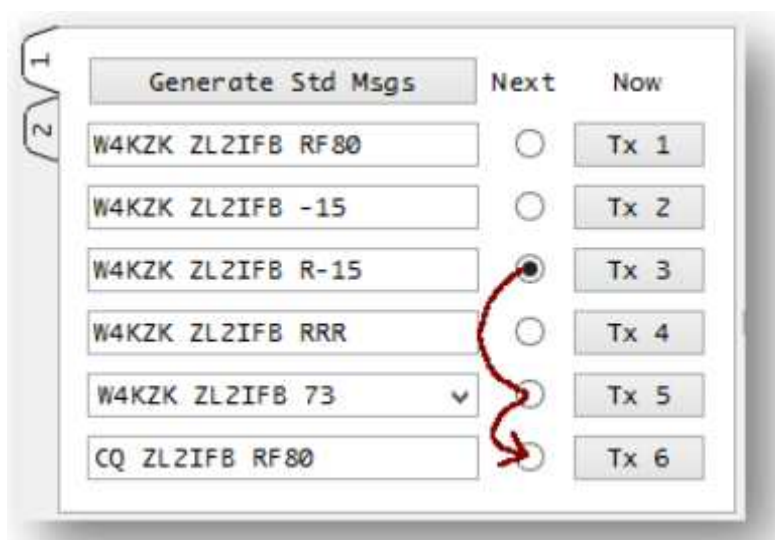 1
2
Generate Std Msgs Next Now
W4KZK ZL2IFB RF80 Tx 1
W4KZK ZL2IFB -15 Tx 2
W4KZK ZL2IFB R-15 Tx 3
W4KZK ZL2IFB RRR Tx 4
W4KZK ZL2IFB 73 Tx 5
CQ ZL2IFB RF80 Tx 6